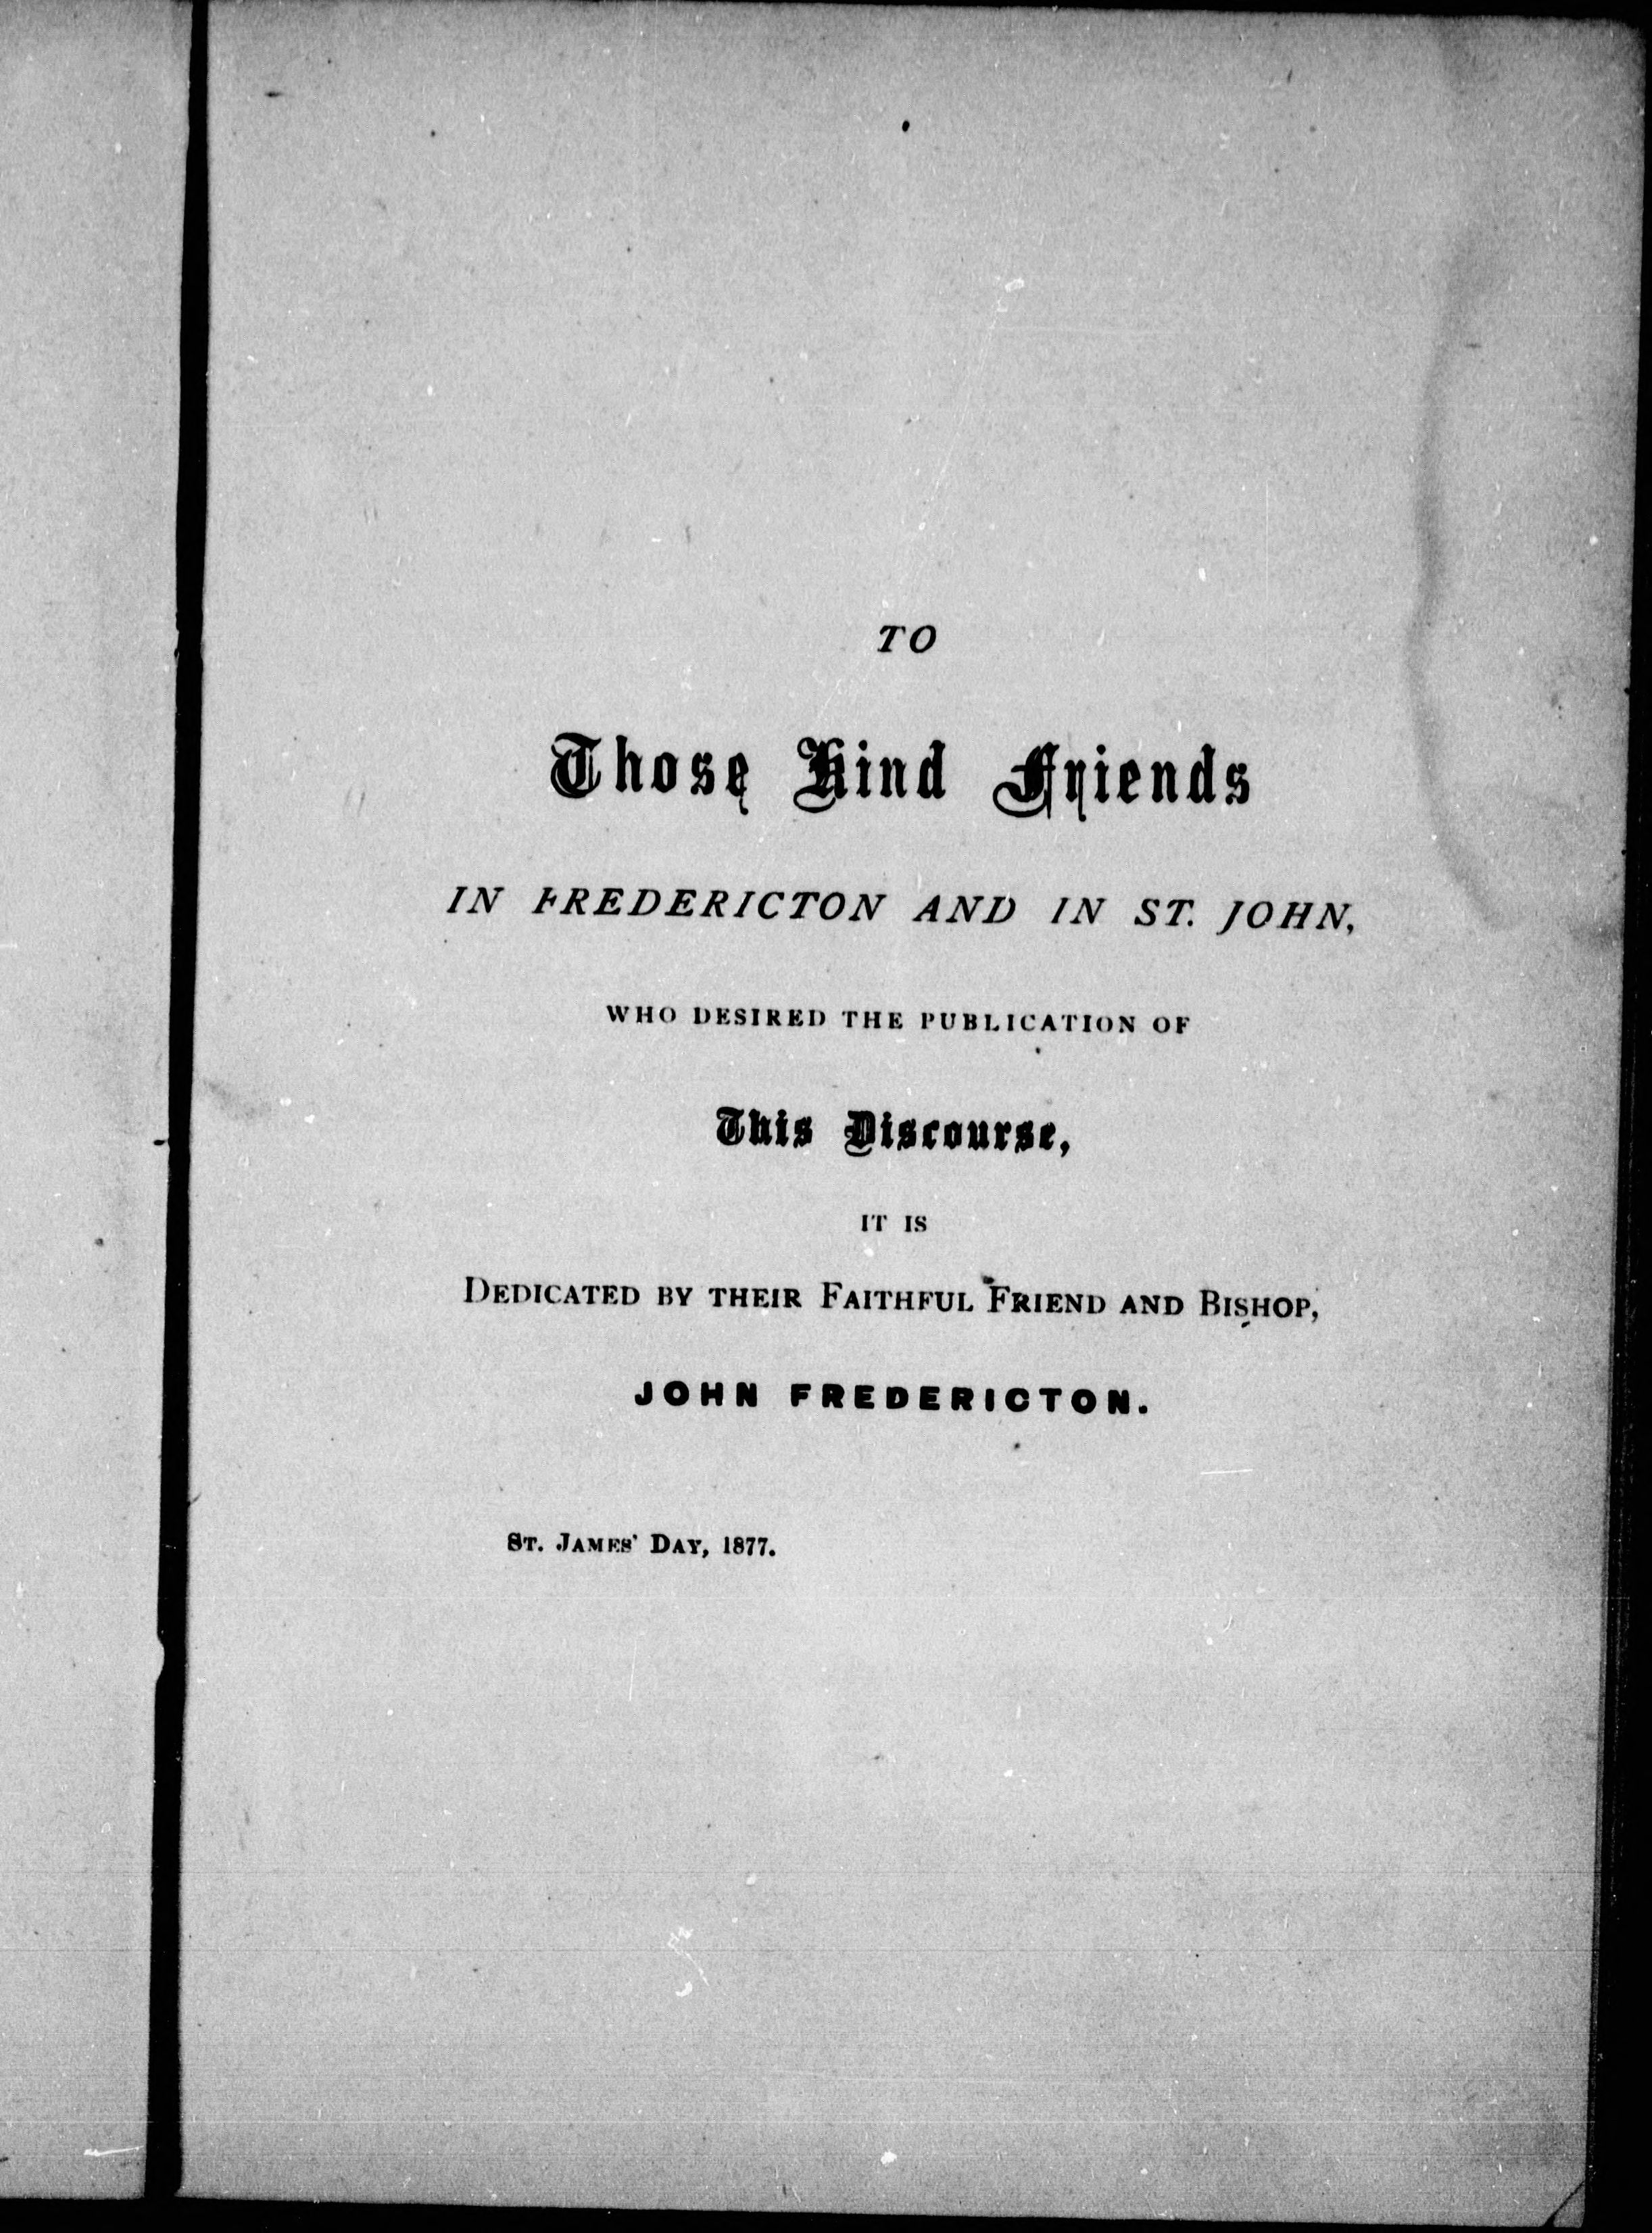 TO
Those Kind Friends
IN FREDERICTON AND IN ST. JOHN,
WHO DESIRED THE PUBLICATION OF
This Discourse,
IT IS
DEDICATED BY THEIR FAITHFUL FRIEND AND BISHOP,
JOHN FREDERICTON.
ST. JAMES' DAY, 1877.